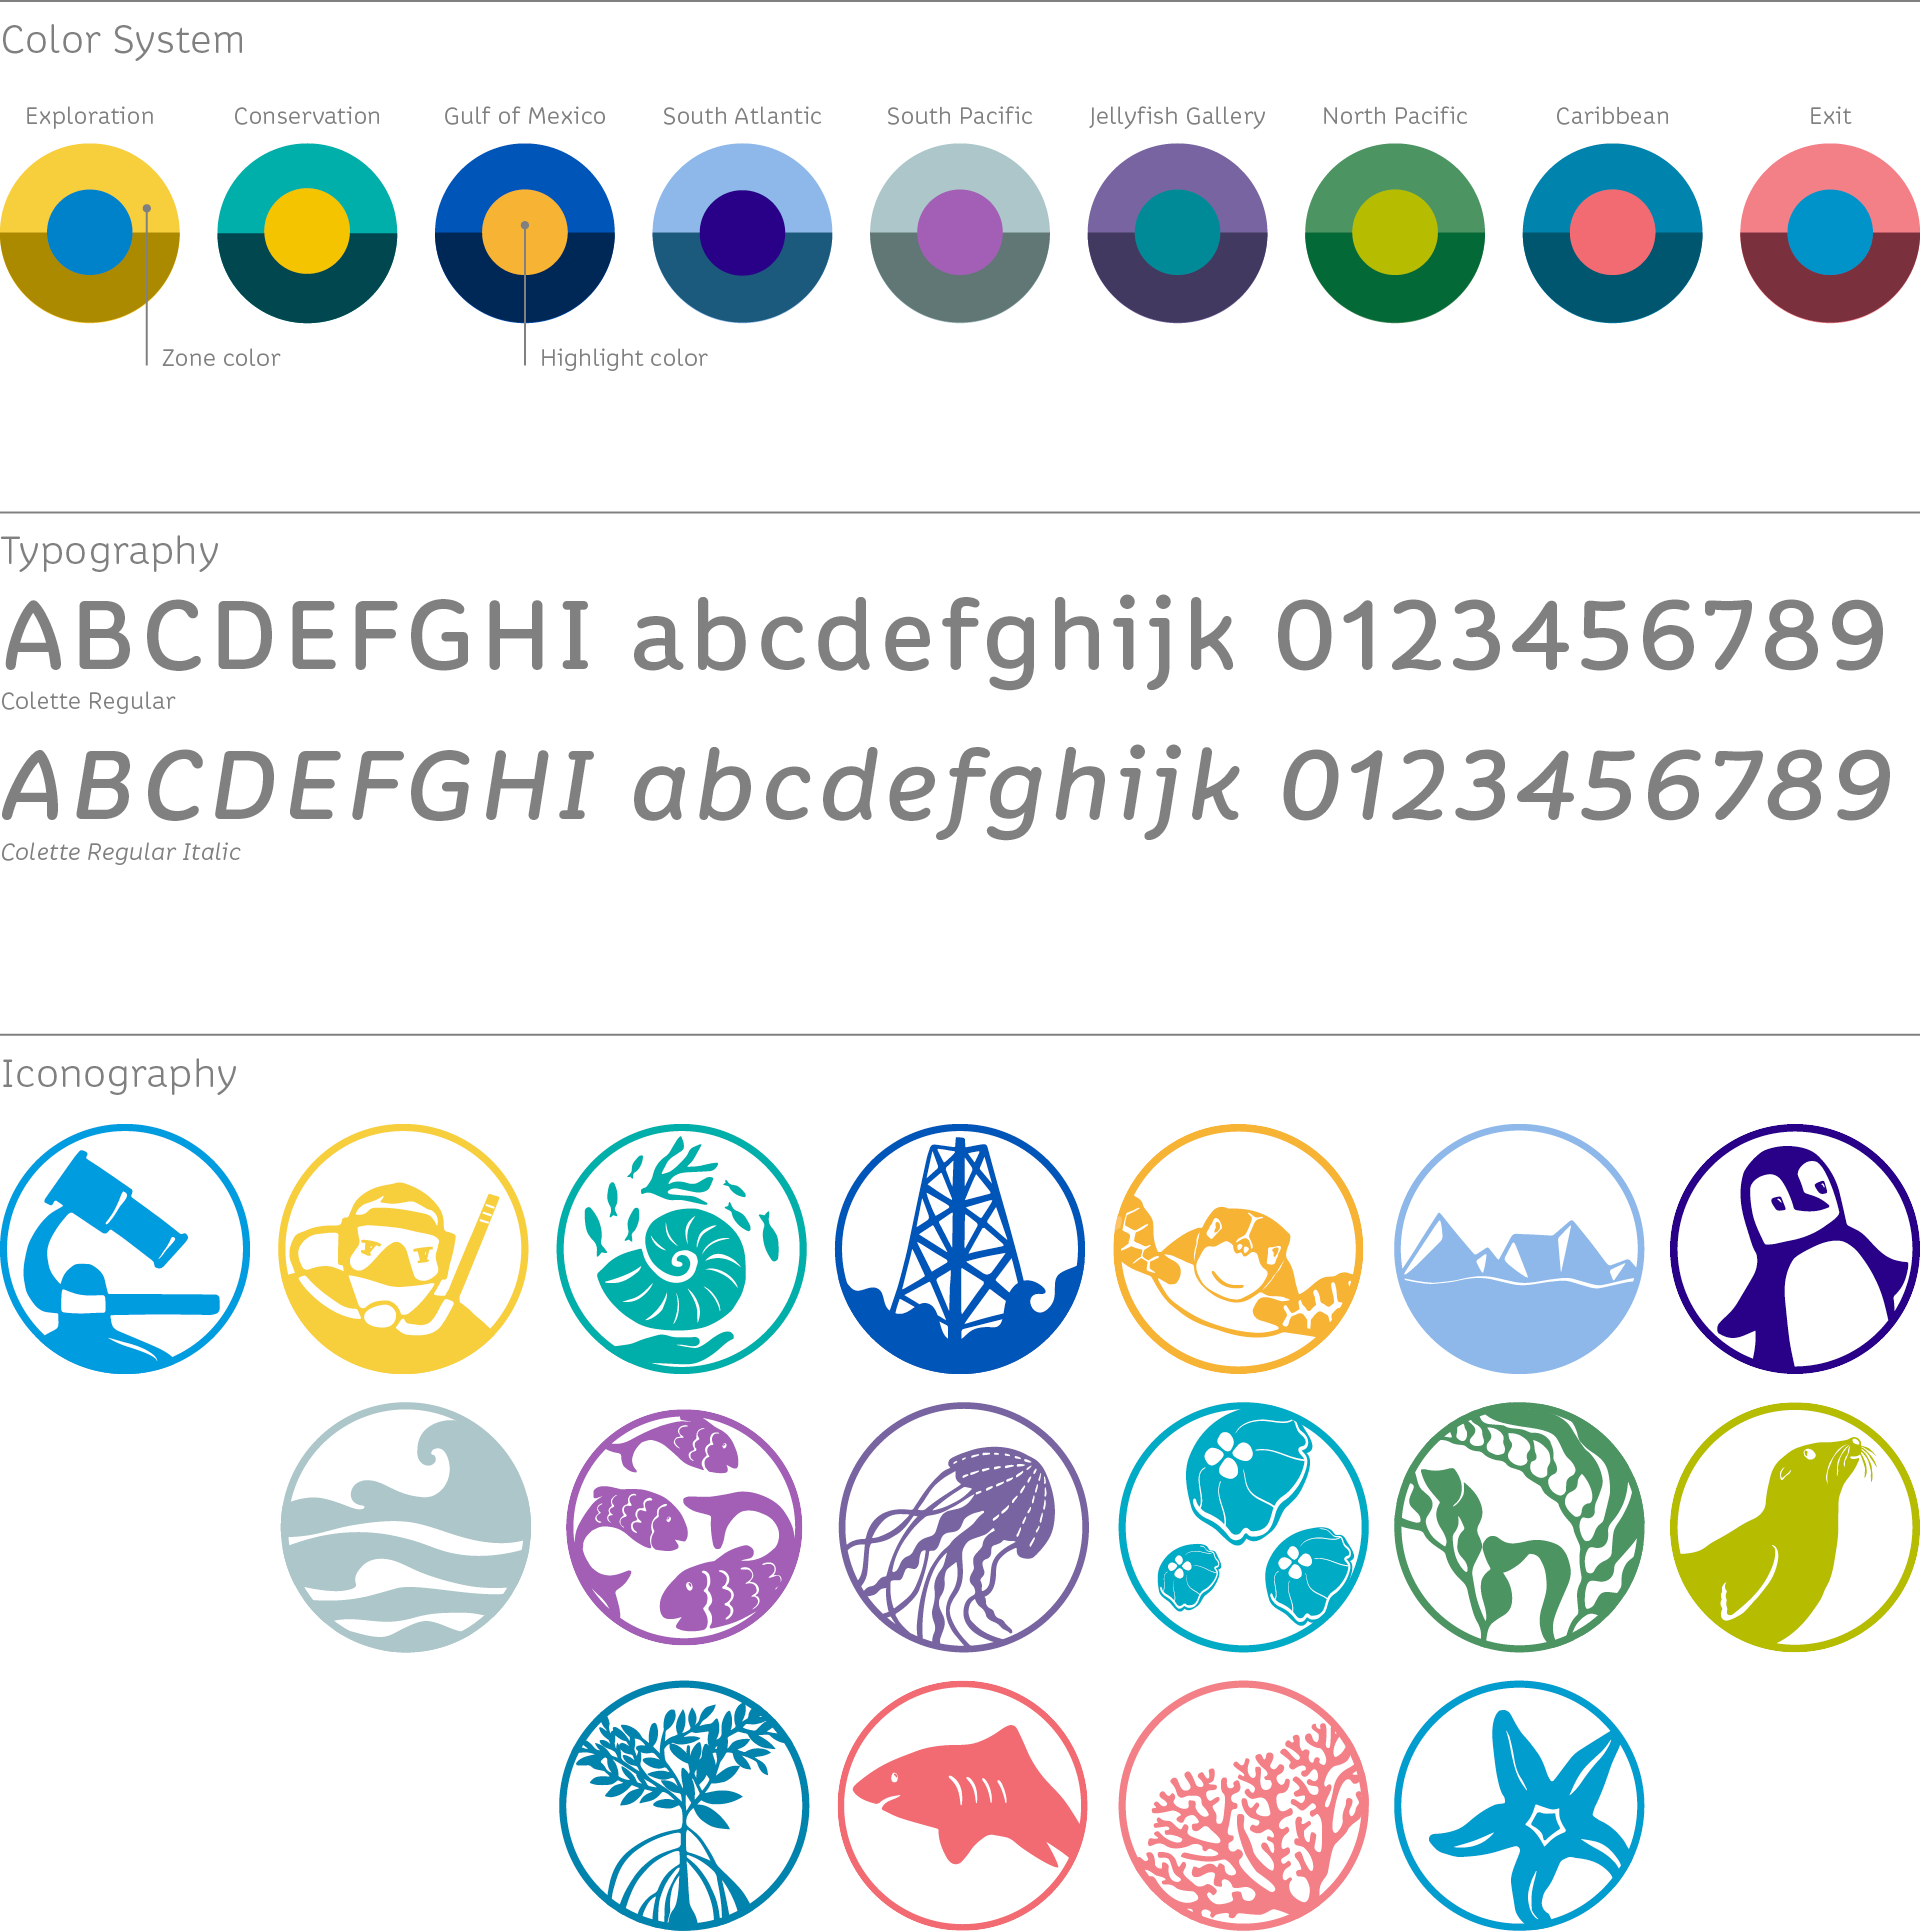 Color System
Exploration Conservation Gulf of Mexico South Atlantic South Pacific Jellyfish Gallery North Pacific Caribbean Exit
Zone color Highlight color
Typography
ABCDEFGHI abcdefghijk 0123456789
Colette Regular
ABCDEFGHI abcdefghijk 0123456789
Colette Regular Italic
Iconography